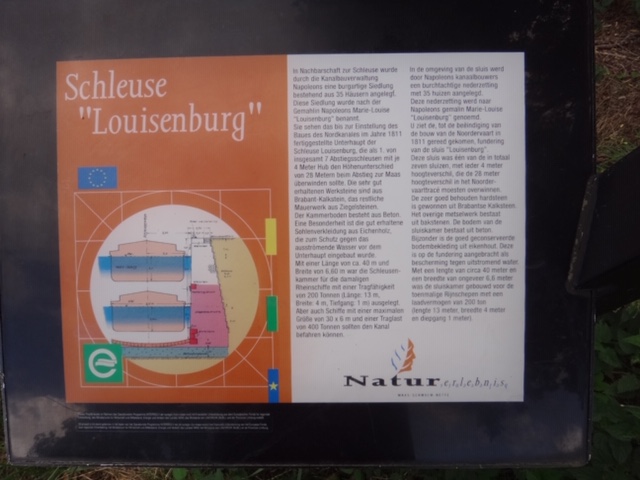 Schleuse
"Louisenburg"
In Nachbarschaft zur Schleuse wurde
durch die Kanalbauverwaltung
Napoleons eine burgartige Siedlung
bestehend aus 35 Häusern angelegt.
Diese Siedlung wurde nach der
Gemahlin Napoleons Marie-Louise
"Louisenburg" benannt.
Sie sehen das bis zur Einstellung des
Baues des Nordkanales im Jahre 1811
fertiggestellte Unterhaupt der
Schleuse Louisenburg, die als 1. von
insgesamt 7 Abstiegsschleusen mit je
4 Meter Hub den Höhenunterschied
von 28 Metern beim Abstieg zur Maas
überwinden sollte. Die sehr gut
erhaltenen Werksteine sind aus
Brabant-Kalkstein, das restliche
Mauerwerk aus Ziegelsteinen.
Der Kammerboden besteht aus Beton.
Eine Besonderheit ist die gut erhaltene
Sohlenverkleidung aus Eichenholz,
die zum Schutz gegen das
ausströmende Wasser vor dem
Unterhaupt eingebaut wurde.
Mit einer Länge von ca. 40 m und
Breite von 6,60 m war die Schleusen-
kammer für die damaligen
Rheinschiffe mit einer Tragfähigkeit
von 200 Tonnen (Länge: 13 m,
Breite: 4 m, Tiefgang: 1 m) ausgelegt.
Aber auch Schiffe mit einer maximalen
Größe von 30 x 6 m und einer Traglast
von 400 Tonnen sollten den Kanal
befahren können.
In de omgeving van de sluis werd
door Napoleons kanaalbouwers
een burchtachtige nederzetting
met 35 huizen aangelegd.
Deze nederzetting werd naar
Napoleons gemalin Marie-Louise
"Louisenburg" genoemd.
U ziet de, tot de beëindiging van
de bouw van de Noordervaart in
1811 gereed gekomen, fundering
van de sluis "Louisenburg".
Deze sluis was één van de in totaal
zeven sluizen, met ieder 4 meter
hoogteverschil, die de 28 meter
hoogteverschil in het Noorder-
vaarttracé moesten overwinnen.
De zeer goed behouden hardsteen
is gewonnen uit Brabantse Kalksteen.
Het overige metselwerk bestaat
uit bakstenen. De bodem van de
sluiskamer bestaat uit beton.
Bijzonder is de goed geconserveerde
bodembekleding uit eikenhout. Deze
is op de fundering aangebracht als
bescherming tegen uitstromend water.
Met een lengte van circa 40 meter en
een breedte van ongeveer 6,6 meter
was de sluiskamer gebouwd voor de
toenmalige Rijnschepen met een
laadvermogen van 200 ton
(lengte 13 meter, breedte 4 meter
en diepgang 1 meter).
Natur erlebnis
MAAS SCHWALM NETTE